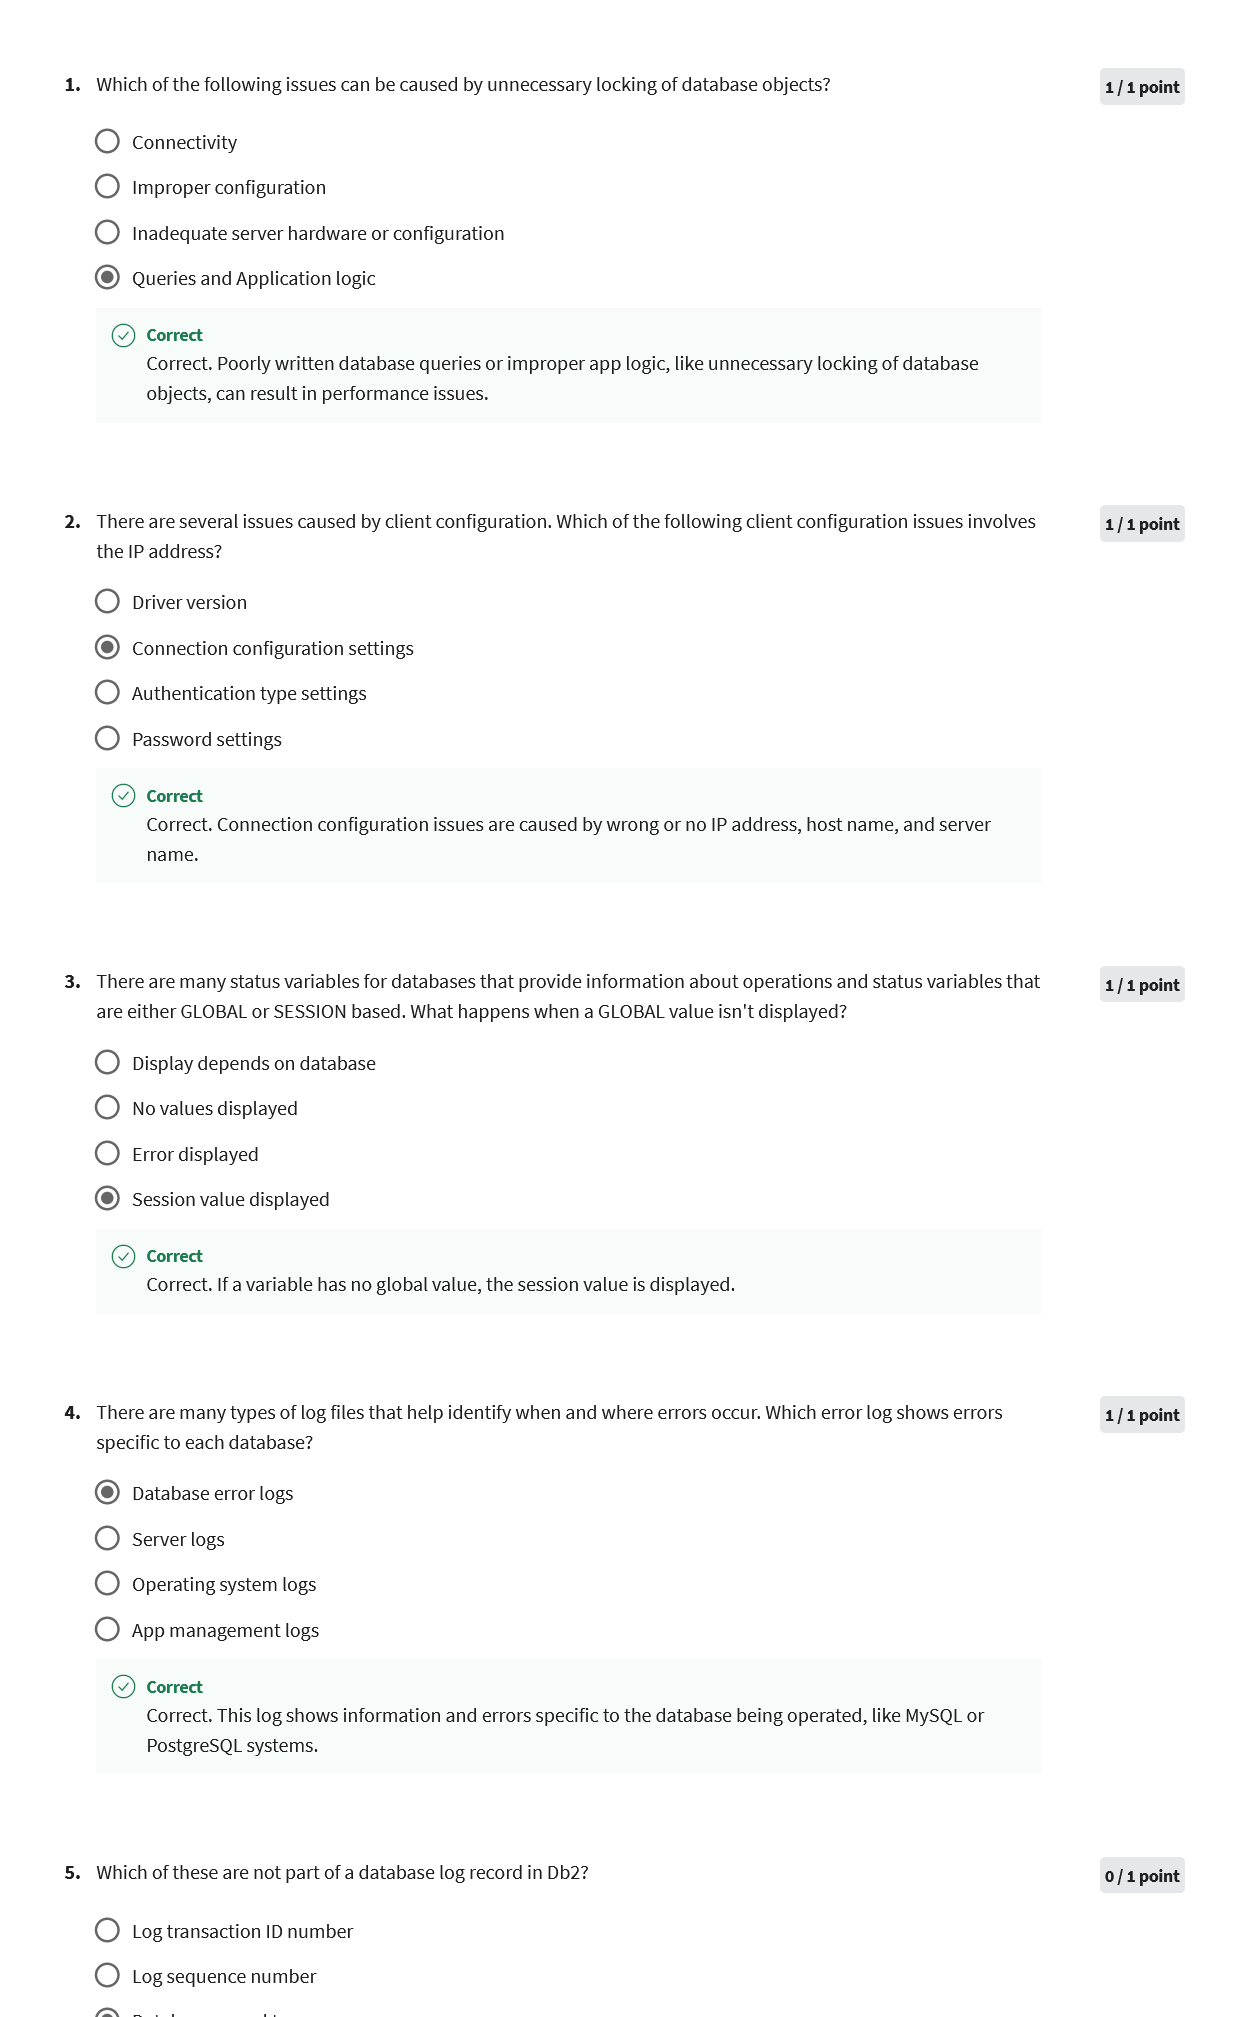 1. Which of the following issues can be caused by unnecessary locking of database objects?
1 / 1 point
Connectivity
Improper configuration
Inadequate server hardware or configuration
Queries and Application logic
Correct
Correct. Poorly written database queries or improper app logic, like unnecessary locking of database
objects, can result in performance issues.
2. There are several issues caused by client configuration. Which of the following client configuration issues involves
the IP address?
1 / 1 point
Driver version
Connection configuration settings
Authentication type settings
Password settings
Correct
Correct. Connection configuration issues are caused by wrong or no IP address, host name, and server
name.
3. There are many status variables for databases that provide information about operations and status variables that
are either GLOBAL or SESSION based. What happens when a GLOBAL value isn't displayed?
1 / 1 point
Display depends on database
No values displayed
Error displayed
Session value displayed
Correct
Correct. If a variable has no global value, the session value is displayed.
4. There are many types of log files that help identify when and where errors occur. Which error log shows errors
specific to each database?
1 / 1 point
Database error logs
Server logs
Operating system logs
App management logs
Correct
Correct. This log shows information and errors specific to the database being operated, like MySQL or
PostgreSQL systems.
5. Which of these are not part of a database log record in Db2?
0 / 1 point
Log transaction ID number
Log sequence number